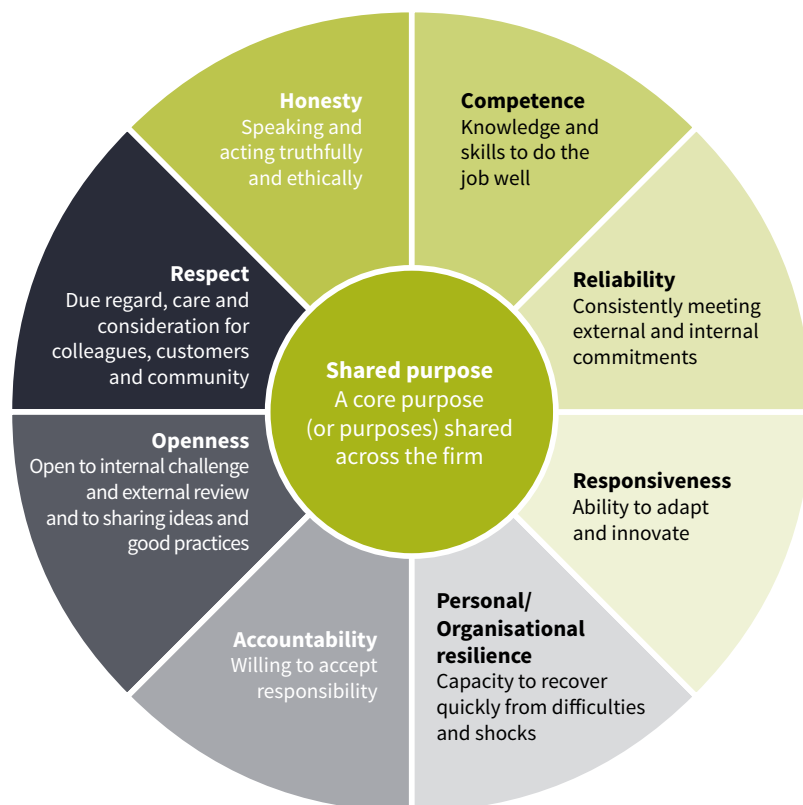 Honesty
Speaking and
acting truthfully
and ethically
Competence
Knowledge and
skills to do the
job well
Respect
Due regard, care and
consideration for
colleagues, customers
and community
Reliability
Consistently meeting
external and internal
commitments
Shared purpose
A core purpose
(or purposes) shared
across the firm
Openness
Open to internal challenge
and external review
and to sharing ideas and
good practices
Responsiveness
Ability to adapt
and innovate
Accountability
Willing to accept
responsibility
Personal/
Organisational
resilience
Capacity to recover
quickly from difficulties
and shocks